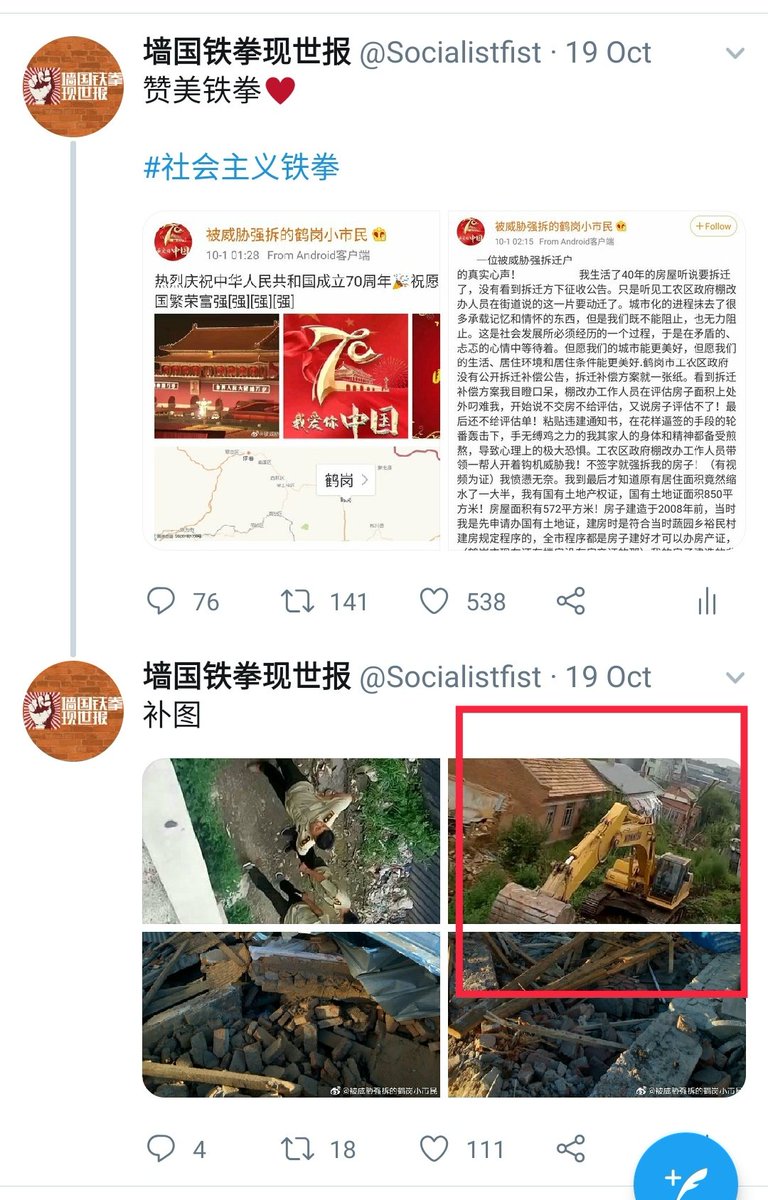 墙国铁拳现世报 @Socialistfist · 19 Oct
赞美铁拳❤
墙国铁拳
现世报
#社会主义铁拳
被威胁强拆的鹤岗小市民
10-1 01:28 From Android客户端
热烈庆祝中华人民共和国成立70周年🎉祝愿
国繁荣富强[强][强][强]
我爱你中国
鹤岗
被威胁强拆的鹤岗小市民
+Follow
10-1 02:15 From Android客户端
一位被威胁强拆迁户
的真实心声! 我生活了40年的房屋听说要拆迁
了，没有看到拆迁方下征收公告。只是听见工农区政府棚改
办人员在街道说的这一片要动迁了。城市化的进程抹去了很
多承载记忆和情怀的东西，但是我们既不能阻止，也无力阻
止。这是社会发展所必须经历的一个过程，于是在矛盾的、
忐忑的心情中等待着。但愿我们的城市能更美好，但愿我们
的生活、居住环境和居住条件能更美好.鹤岗市工农区政府
没有公开拆迁补偿公告，拆迁补偿方案就一张纸。看到拆迁
补偿方案我目瞪口呆，棚改办工作人员在评估房子面积上处
外叼难我，开始说不交房不给评估，又说房子评估不了！最
后还不给评估单！粘贴违建通知书，在花样逼签的手段的轮
番轰击下，手无缚鸡之力的我其家人的身体和精神都备受煎
熬，导致心理上的极大恐惧。工农区政府棚改办工作人员带
领一帮人开着钩机威胁我！不签字就强拆我的房子！（有视
频为证）我愤懑无奈。我到最后才知道原有居住面积竟然缩
水了一大半，我有国有土地产权证，国有土地证面积850平
方米！房屋面积有572平方米！房子建造于2008年前，当时
我是先申请办国有土地证，建房时是符合当时蔬园乡裕民村
建房规定程序的，全市程序都是房子建好才可以办房产证，
76 141 538
墙国铁拳现世报 @Socialistfist · 19 Oct
补图
墙国铁拳
现世报
@被威胁强拆的鹤岗小市民
@被威胁强拆的鹤岗小市民
4 18 111